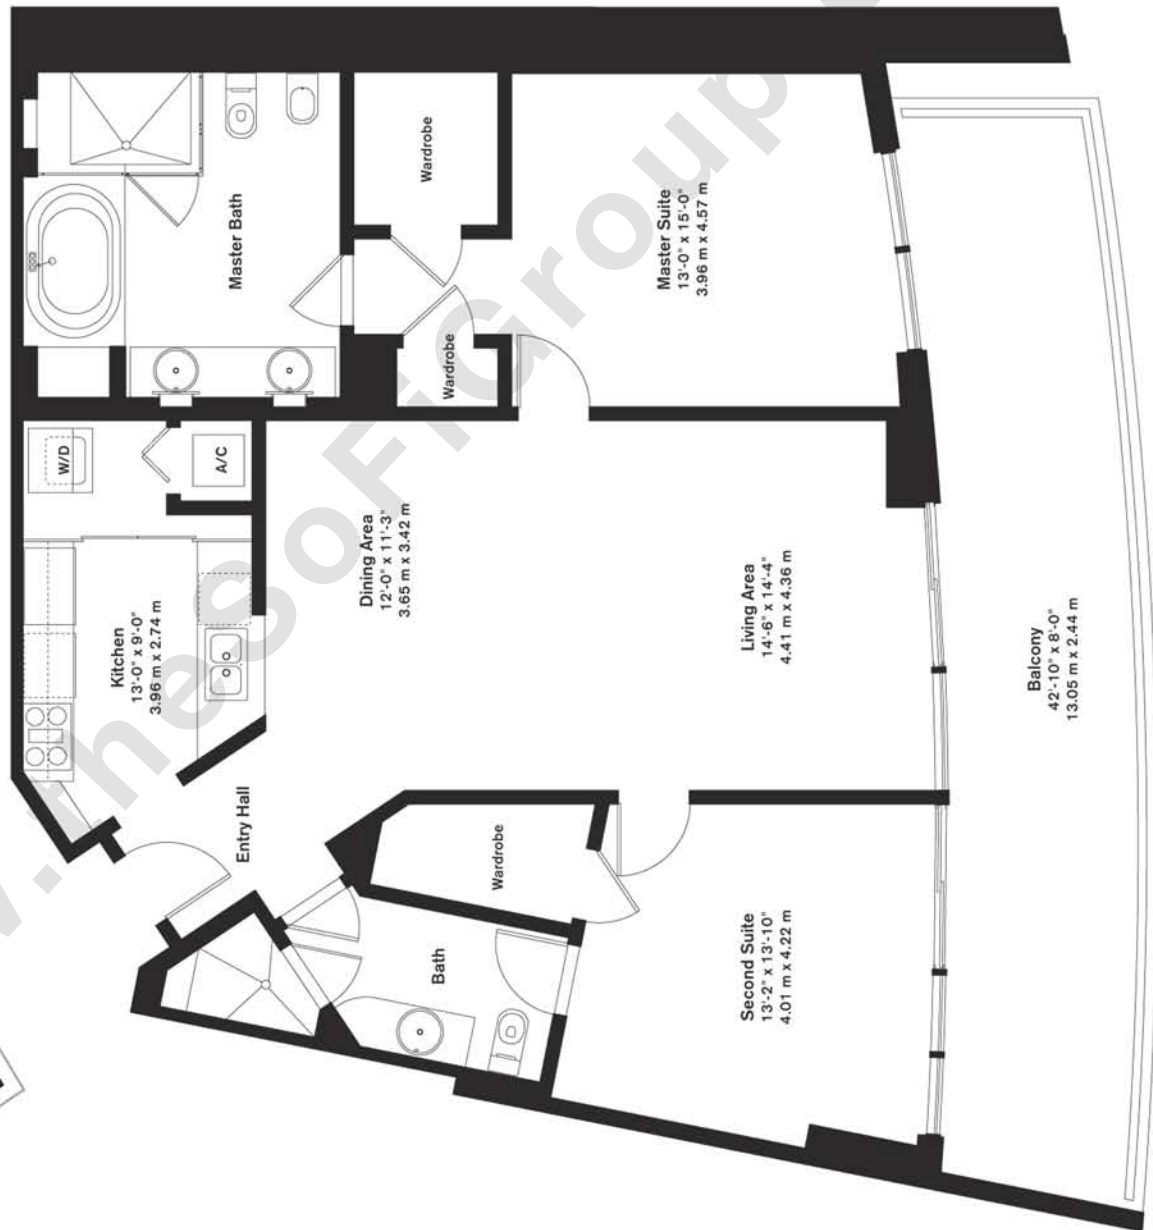 Master Bath
Wardrobe
Wardrobe
Master Suite
13'-0" x 15'-0"
3.96 m x 4.57 m
W/D
A/C
Kitchen
13'-0" x 9'-0"
3.96 m x 2.74 m
Dining Area
12'-0" x 11'-3"
3.65 m x 3.42 m
Living Area
14'-6" x 14'-4"
4.41 m x 4.36 m
Balcony
42'-10" x 8'-0"
13.05 m x 2.44 m
Entry Hall
Wardrobe
Bath
Second Suite
13'-2" x 13'-10"
4.01 m x 4.22 m
.thesoFiGroup